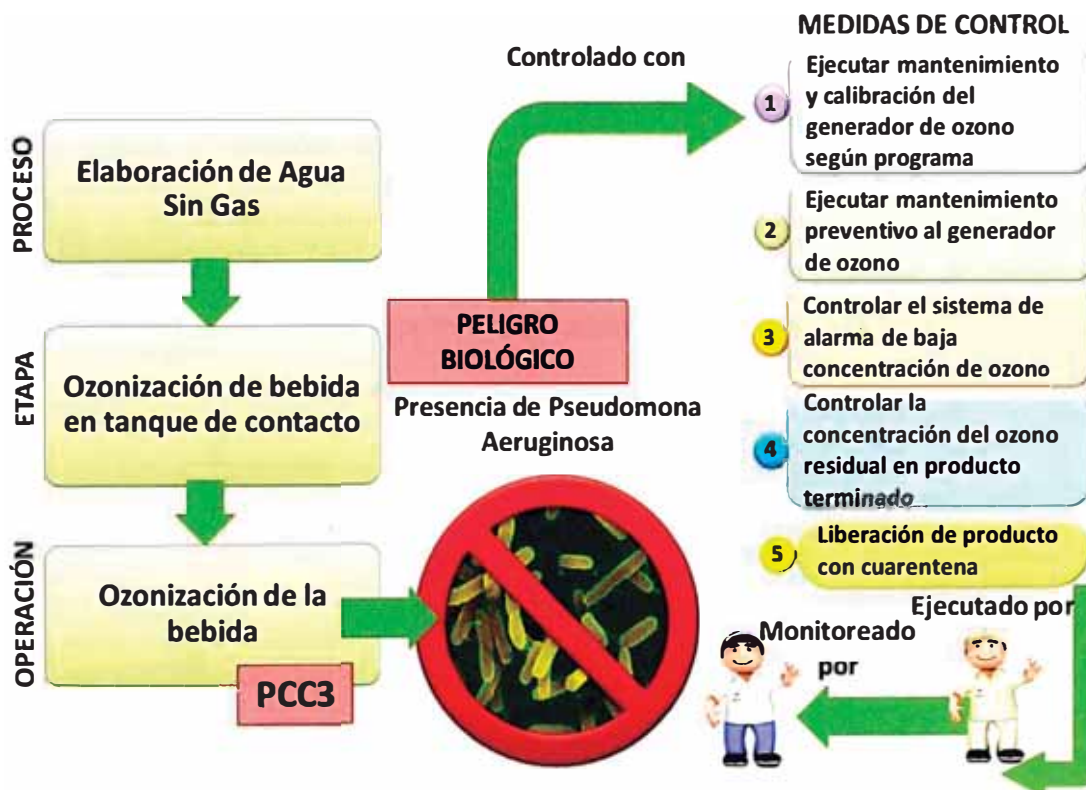 PROCESO
Elaboración de Agua
Sin Gas
ETAPA
Ozonización de bebida
en tanque de contacto
OPERACIÓN
Ozonización de la
bebida
PCC3
PELIGRO
BIOLÓGICO
Presencia de Pseudomona
Aeruginosa
Controlado con
MEDIDAS DE CONTROL
1
Ejecutar mantenimiento
y calibración del
generador de ozono
según programa
2
Ejecutar mantenimiento
preventivo al generador
de ozono
3
Controlar el sistema de
alarma de baja
concentración de ozono
4
Controlar la
concentración del ozono
residual en producto
terminado
5
Liberación de producto
con cuarentena
Ejecutado por
Monitoreado
por